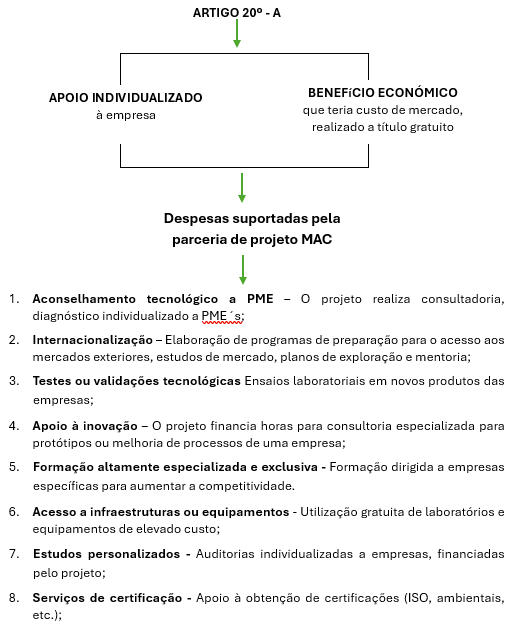 ARTIGO 20º - A
APOIO INDIVIDUALIZADO
à empresa
BENEFíCIO ECONÓMICO
que teria custo de mercado,
realizado a título gratuito
Despesas suportadas pela
parceria de projeto MAC
1. Aconselhamento tecnológico a PME – O projeto realiza consultadoria,
diagnóstico individualizado a PME´s;
2. Internacionalização – Elaboração de programas de preparação para o acesso aos
mercados exteriores, estudos de mercado, planos de exploração e mentoria;
3. Testes ou validações tecnológicas Ensaios laboratoriais em novos produtos das
empresas;
4. Apoio à inovação – O projeto financia horas para consultoria especializada para
protótipos ou melhoria de processos de uma empresa;
5. Formação altamente especializada e exclusiva - Formação dirigida a empresas
específicas para aumentar a competitividade.
6. Acesso a infraestruturas ou equipamentos - Utilização gratuita de laboratórios e
equipamentos de elevado custo;
7. Estudos personalizados - Auditorias individualizadas a empresas, financiadas
pelo projeto;
8. Serviços de certificação - Apoio à obtenção de certificações (ISO, ambientais,
etc.);